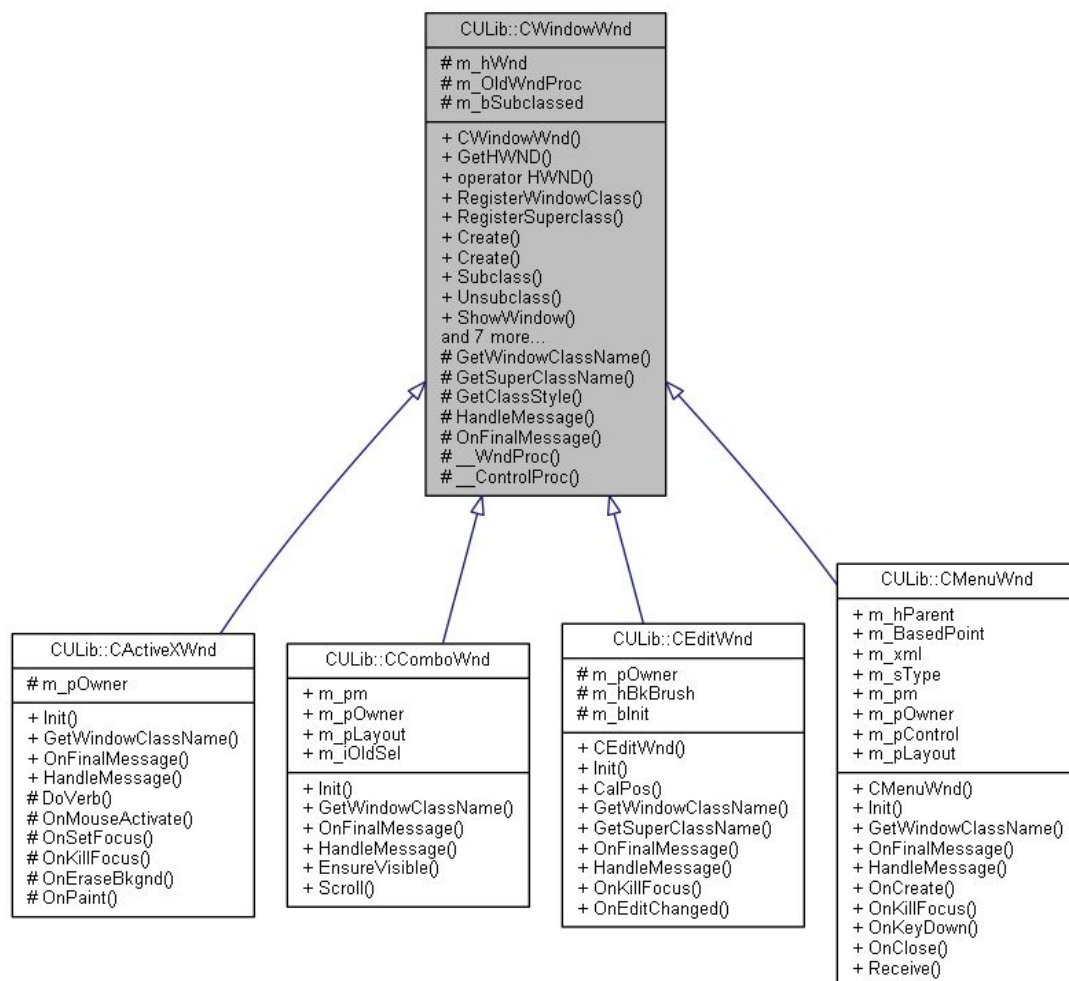 CULib::CWindowWnd
# m_hWnd
# m_OldWndProc
# m_bSubclassed
+ CWindowWnd()
+ GetHWND()
+ operator HWND()
+ RegisterWindowClass()
+ RegisterSuperclass()
+ Create()
+ Create()
+ Subclass()
+ Unsubclass()
+ ShowWindow()
and 7 more...
# GetWindowClassName()
# GetSuperClassName()
# GetClassStyle()
# HandleMessage()
# OnFinalMessage()
# __WndProc()
# __ControlProc()
CULib::CActiveXWnd
# m_pOwner
+ Init()
+ GetWindowClassName()
+ OnFinalMessage()
+ HandleMessage()
# DoVerb()
# OnMouseActivate()
# OnSetFocus()
# OnKillFocus()
# OnEraseBkgnd()
# OnPaint()
CULib::CComboWnd
+ m_pm
+ m_pOwner
+ m_pLayout
+ m_iOldSel
+ Init()
+ GetWindowClassName()
+ OnFinalMessage()
+ HandleMessage()
+ EnsureVisible()
+ Scroll()
CULib::CEditWnd
# m_pOwner
# m_hBkBrush
# m_bInit
+ CEditWnd()
+ Init()
+ CalPos()
+ GetWindowClassName()
+ GetSuperClassName()
+ OnFinalMessage()
+ HandleMessage()
+ OnKillFocus()
+ OnEditChanged()
CULib::CMenuWnd
+ m_hParent
+ m_BasedPoint
+ m_xml
+ m_sType
+ m_pm
+ m_pOwner
+ m_pControl
+ m_pLayout
+ CMenuWnd()
+ Init()
+ GetWindowClassName()
+ OnFinalMessage()
+ HandleMessage()
+ OnCreate()
+ OnKillFocus()
+ OnKeyDown()
+ OnClose()
+ Receive()